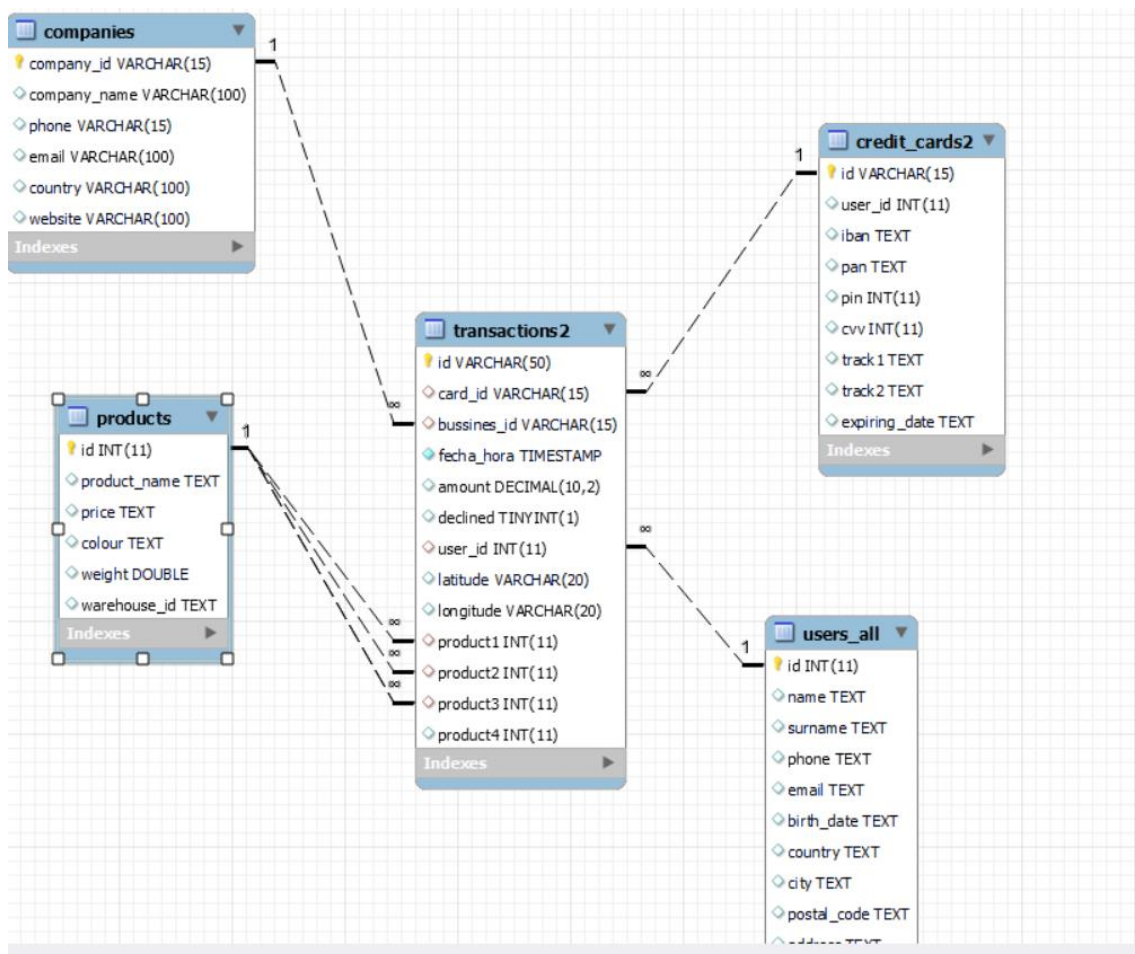 companies
company_id VARCHAR(15)
company_name VARCHAR(100)
phone VARCHAR(15)
email VARCHAR(100)
country VARCHAR(100)
website VARCHAR(100)
Indexes
1
credit_cards2
id VARCHAR(15)
user_id INT(11)
iban TEXT
pan TEXT
pin INT(11)
cvv INT(11)
track1 TEXT
track2 TEXT
expiring_date TEXT
Indexes
1
transactions2
id VARCHAR(50)
card_id VARCHAR(15)
bussines_id VARCHAR(15)
fecha_hora TIMESTAMP
amount DECIMAL(10,2)
declined TINYINT(1)
user_id INT(11)
latitude VARCHAR(20)
longitude VARCHAR(20)
product1 INT(11)
product2 INT(11)
product3 INT(11)
product4 INT(11)
Indexes
∞
∞
∞
∞
∞
∞
products
id INT(11)
product_name TEXT
price TEXT
colour TEXT
weight DOUBLE
warehouse_id TEXT
Indexes
1
users_all
id INT(11)
name TEXT
surname TEXT
phone TEXT
email TEXT
birth_date TEXT
country TEXT
city TEXT
postal_code TEXT
1